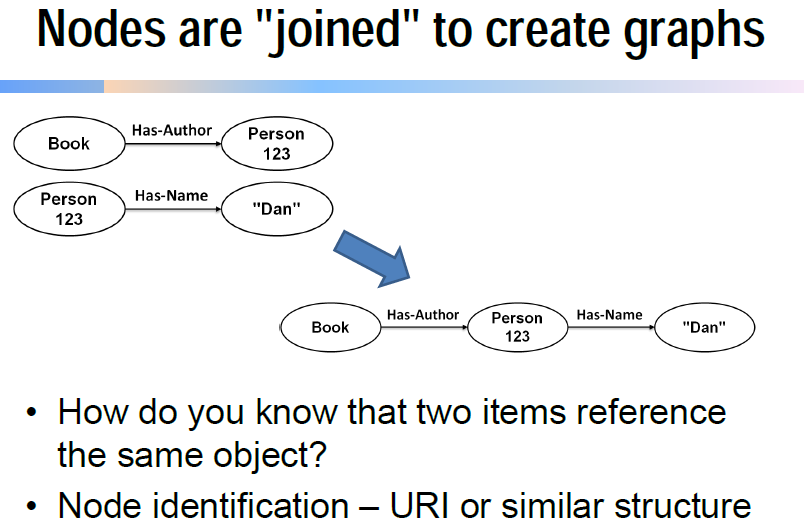 Nodes are "joined" to create graphs
Book
Has-Author
Person
123
Person
123
Has-Name
"Dan"
Book
Has-Author
Person
123
Has-Name
"Dan"
• How do you know that two items reference
the same object?
• Node identification – URI or similar structure